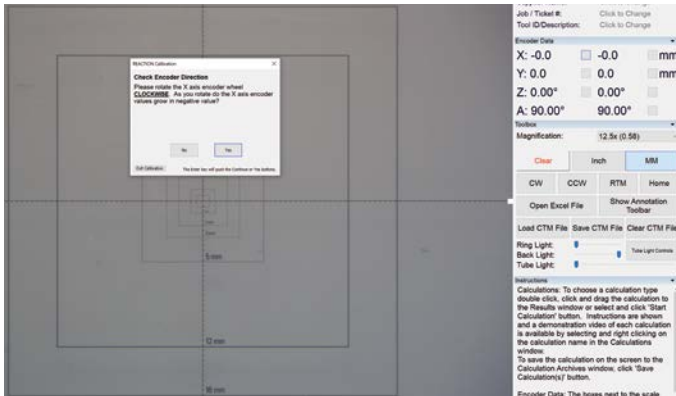 Job / Ticket #: Click to Change
Tool ID/Description: Click to Change
Encoder Data
X: -0.0 -0.0 mm
Y: 0.0 0.0 mm
Z: 0.00° 0.00°
A: 90.00° 90.00°
Toolbox
Magnification: 12.5x (0.58)
Clear Inch MM
CW CCW RTM Home
Open Excel File Show Annotation Toolbar
Load CTM File Save CTM File Clear CTM File
Ring Light:
Back Light: Tube Light Controls
Tube Light:
Instructions
Calculations: To choose a calculation type
double click, click and drag the calculation to
the Results window or select and click 'Start
Calculation' button. Instructions are shown
and a demonstration video of each calculation
is available by selecting and right clicking on
the calculation name in the Calculations
window.
To save the calculation on the screen to the
Calculation Archives window, click 'Save
Calculation(s)' button.
Encoder Data: The boxes next to the scale
REACTION Calibration
Check Encoder Direction
Please rotate the X axis encoder wheel
CLOCKWISE. As you rotate do the X axis encoder
values grow in negative value?
No Yes
Exit Calibration The Enter key will push the Continue or Yes buttons.
5 mm
12 mm
16 mm